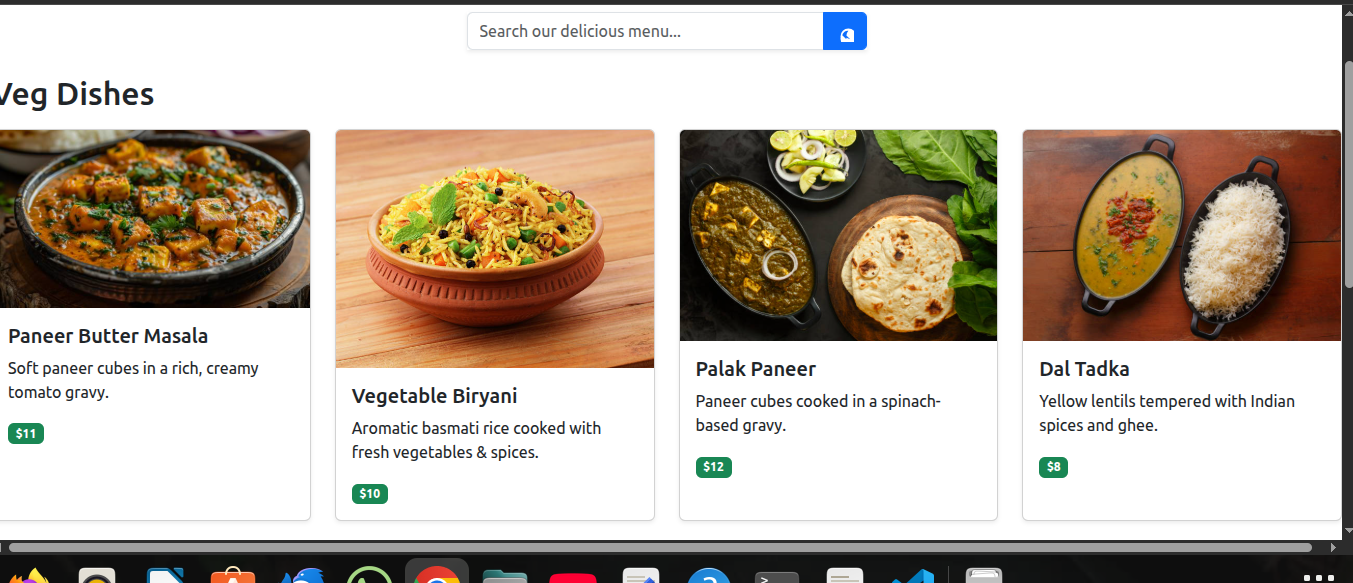 Search our delicious menu...
Veg Dishes
Paneer Butter Masala
Soft paneer cubes in a rich, creamy
tomato gravy.
$11
Vegetable Biryani
Aromatic basmati rice cooked with
fresh vegetables & spices.
$10
Palak Paneer
Paneer cubes cooked in a spinach-
based gravy.
$12
Dal Tadka
Yellow lentils tempered with Indian
spices and ghee.
$8